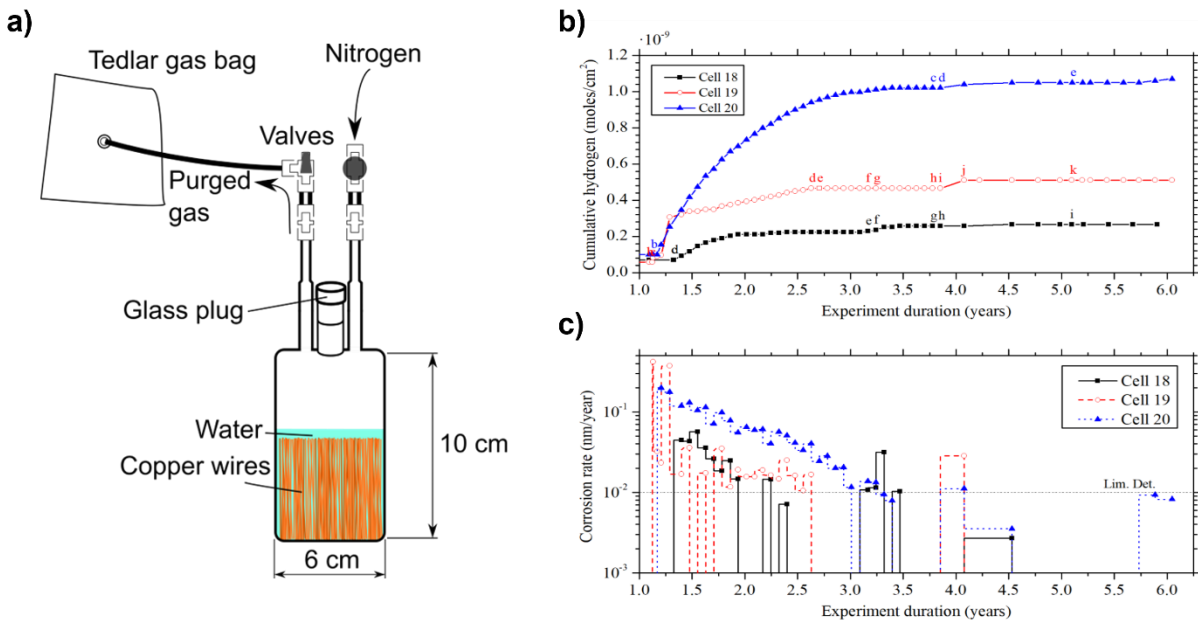 a)
Tedlar gas bag
Nitrogen
Valves
Purged
gas
Glass plug
Water
Copper wires
10 cm
6 cm
b)
×10⁻⁹
1.2
1.0
0.8
0.6
0.4
0.2
0.0
Cumulative hydrogen (moles/cm²)
Cell 18
Cell 19
Cell 20
b
d
d e
f g
h i
j
k
e f
g h
i
c d
e
1.0 1.5 2.0 2.5 3.0 3.5 4.0 4.5 5.0 5.5 6.0
Experiment duration (years)
c)
10⁻¹
10⁻²
10⁻³
Corrosion rate (nm/year)
Cell 18
Cell 19
Cell 20
Lim. Det.
1.0 1.5 2.0 2.5 3.0 3.5 4.0 4.5 5.0 5.5 6.0
Experiment duration (years)